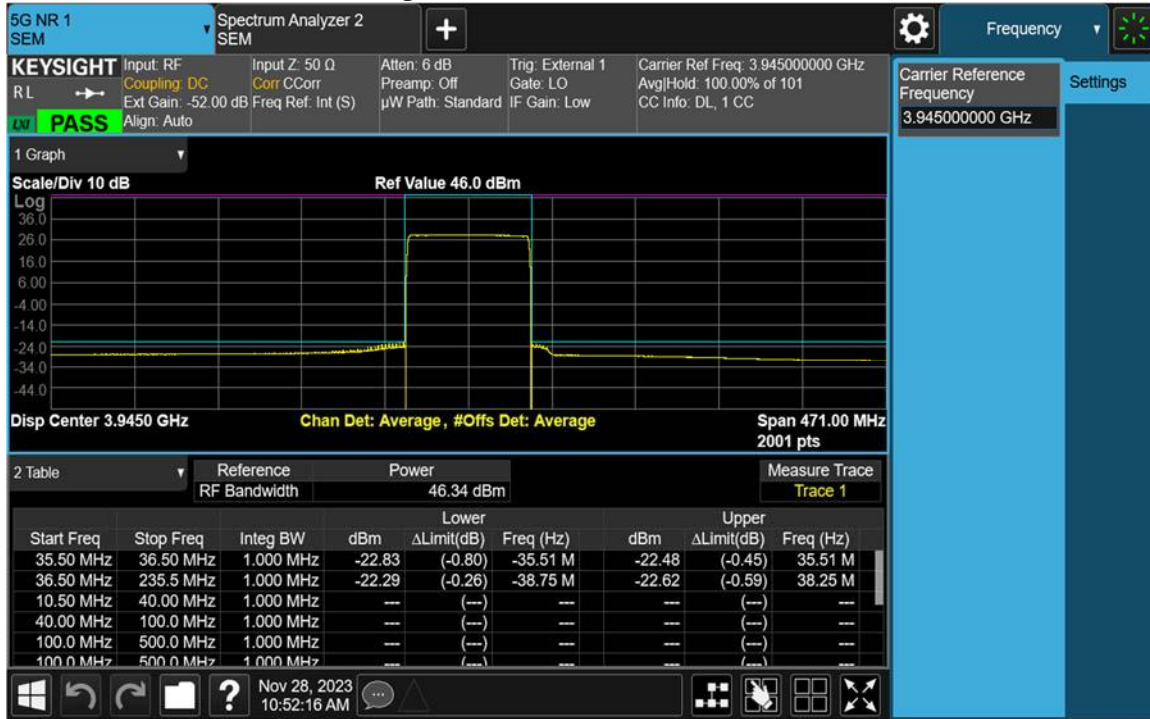 5G NR 1
SEM
Spectrum Analyzer 2
SEM
Frequency
KEYSIGHT
R L
LXI
PASS
Input: RF
Coupling: DC
Ext Gain: -52.00 dB
Align: Auto
Input Z: 50 Ω
Corr CCorr
Freq Ref: Int (S)
Atten: 6 dB
Preamp: Off
µW Path: Standard
Trig: External 1
Gate: LO
IF Gain: Low
Carrier Ref Freq: 3.945000000 GHz
Avg|Hold: 100.00% of 101
CC Info: DL, 1 CC
Carrier Reference
Frequency
3.945000000 GHz
Settings
1 Graph
Scale/Div 10 dB
Ref Value 46.0 dBm
Log
36.0
26.0
16.0
6.00
-4.00
-14.0
-24.0
-34.0
-44.0
Disp Center 3.9450 GHz
Chan Det: Average, #Offs Det: Average
Span 471.00 MHz
2001 pts
2 Table
Reference Power Measure Trace
RF Bandwidth 46.34 dBm Trace 1
Lower Upper
Start Freq Stop Freq Integ BW dBm ΔLimit(dB) Freq (Hz) dBm ΔLimit(dB) Freq (Hz)
35.50 MHz 36.50 MHz 1.000 MHz -22.83 (-0.80) -35.51 M -22.48 (-0.45) 35.51 M
36.50 MHz 235.5 MHz 1.000 MHz -22.29 (-0.26) -38.75 M -22.62 (-0.59) 38.25 M
10.50 MHz 40.00 MHz 1.000 MHz --- (---) --- --- (---) ---
40.00 MHz 100.0 MHz 1.000 MHz --- (---) --- --- (---) ---
100.0 MHz 500.0 MHz 1.000 MHz --- (---) --- --- (---) ---
100.0 MHz 500.0 MHz 1.000 MHz --- (---) --- --- (---) ---
?
Nov 28, 2023
10:52:16 AM